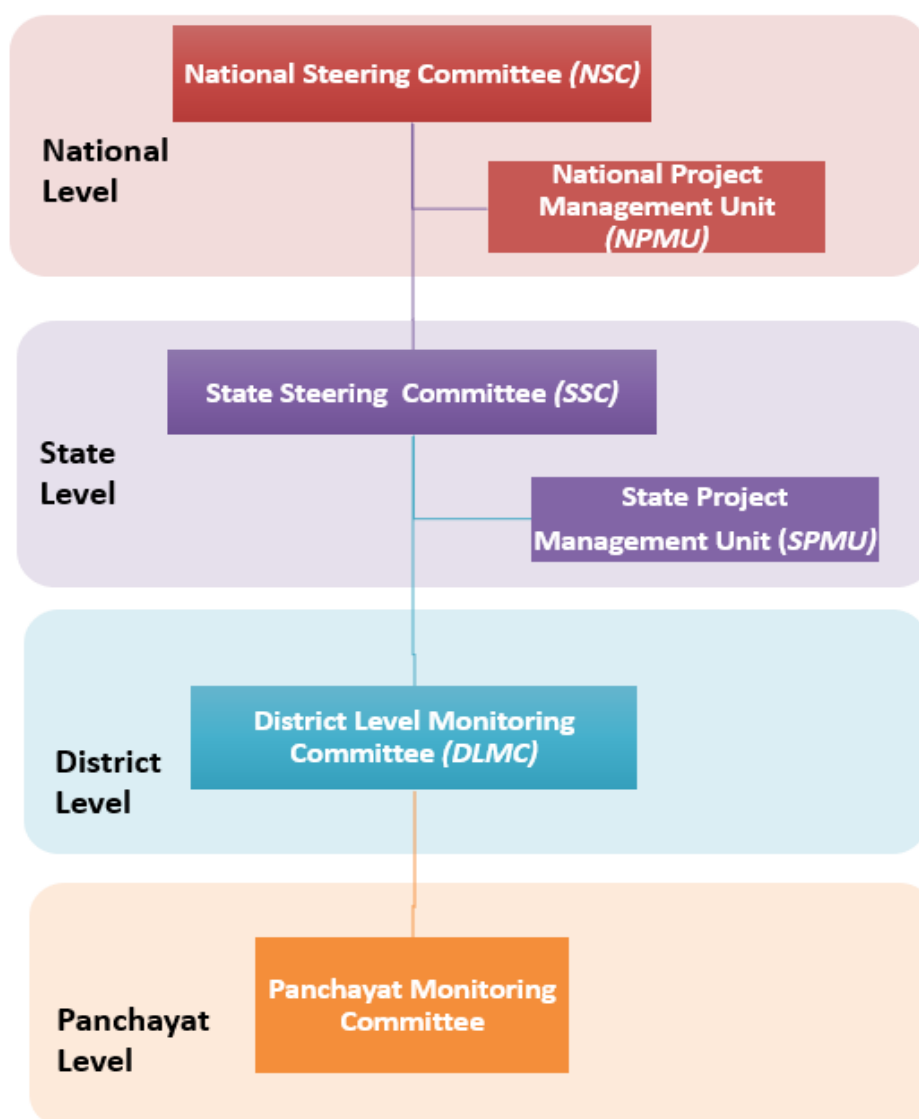 National Steering Committee (NSC)
National
Level
National Project
Management Unit
(NPMU)
State Steering Committee (SSC)
State
Level
State Project
Management Unit (SPMU)
District Level Monitoring
Committee (DLMC)
District
Level
Panchayat Monitoring
Committee
Panchayat
Level